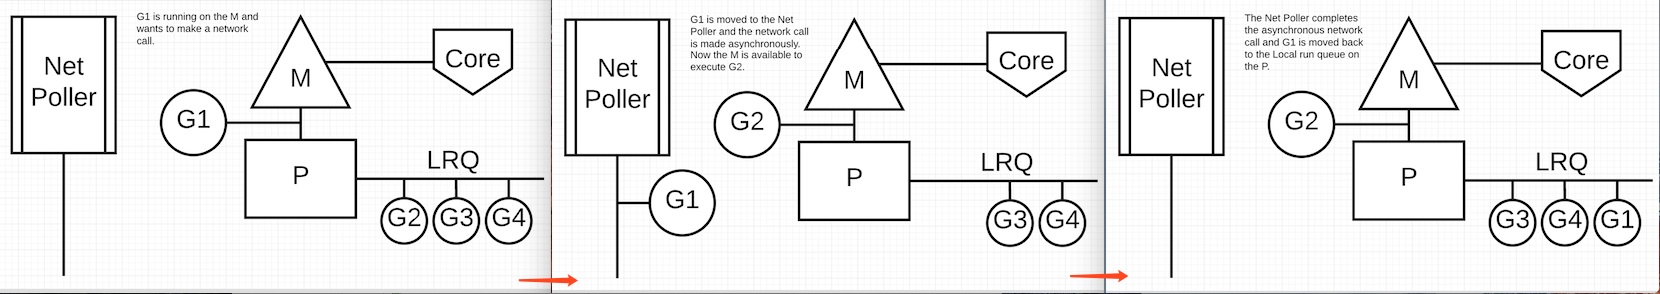 G1 is running on the M and
wants to make a network
call.
Net
Poller
M
Core
G1
P
LRQ
G2 G3 G4
G1 is moved to the Net
Poller and the network call
is made asynchronously.
Now the M is available to
execute G2.
Net
Poller
M
Core
G2
P
LRQ
G1
G3 G4
The Net Poller completes
the asynchronous network
call and G1 is moved back
to the Local run queue on
the P.
Net
Poller
M
Core
G2
P
LRQ
G3 G4 G1